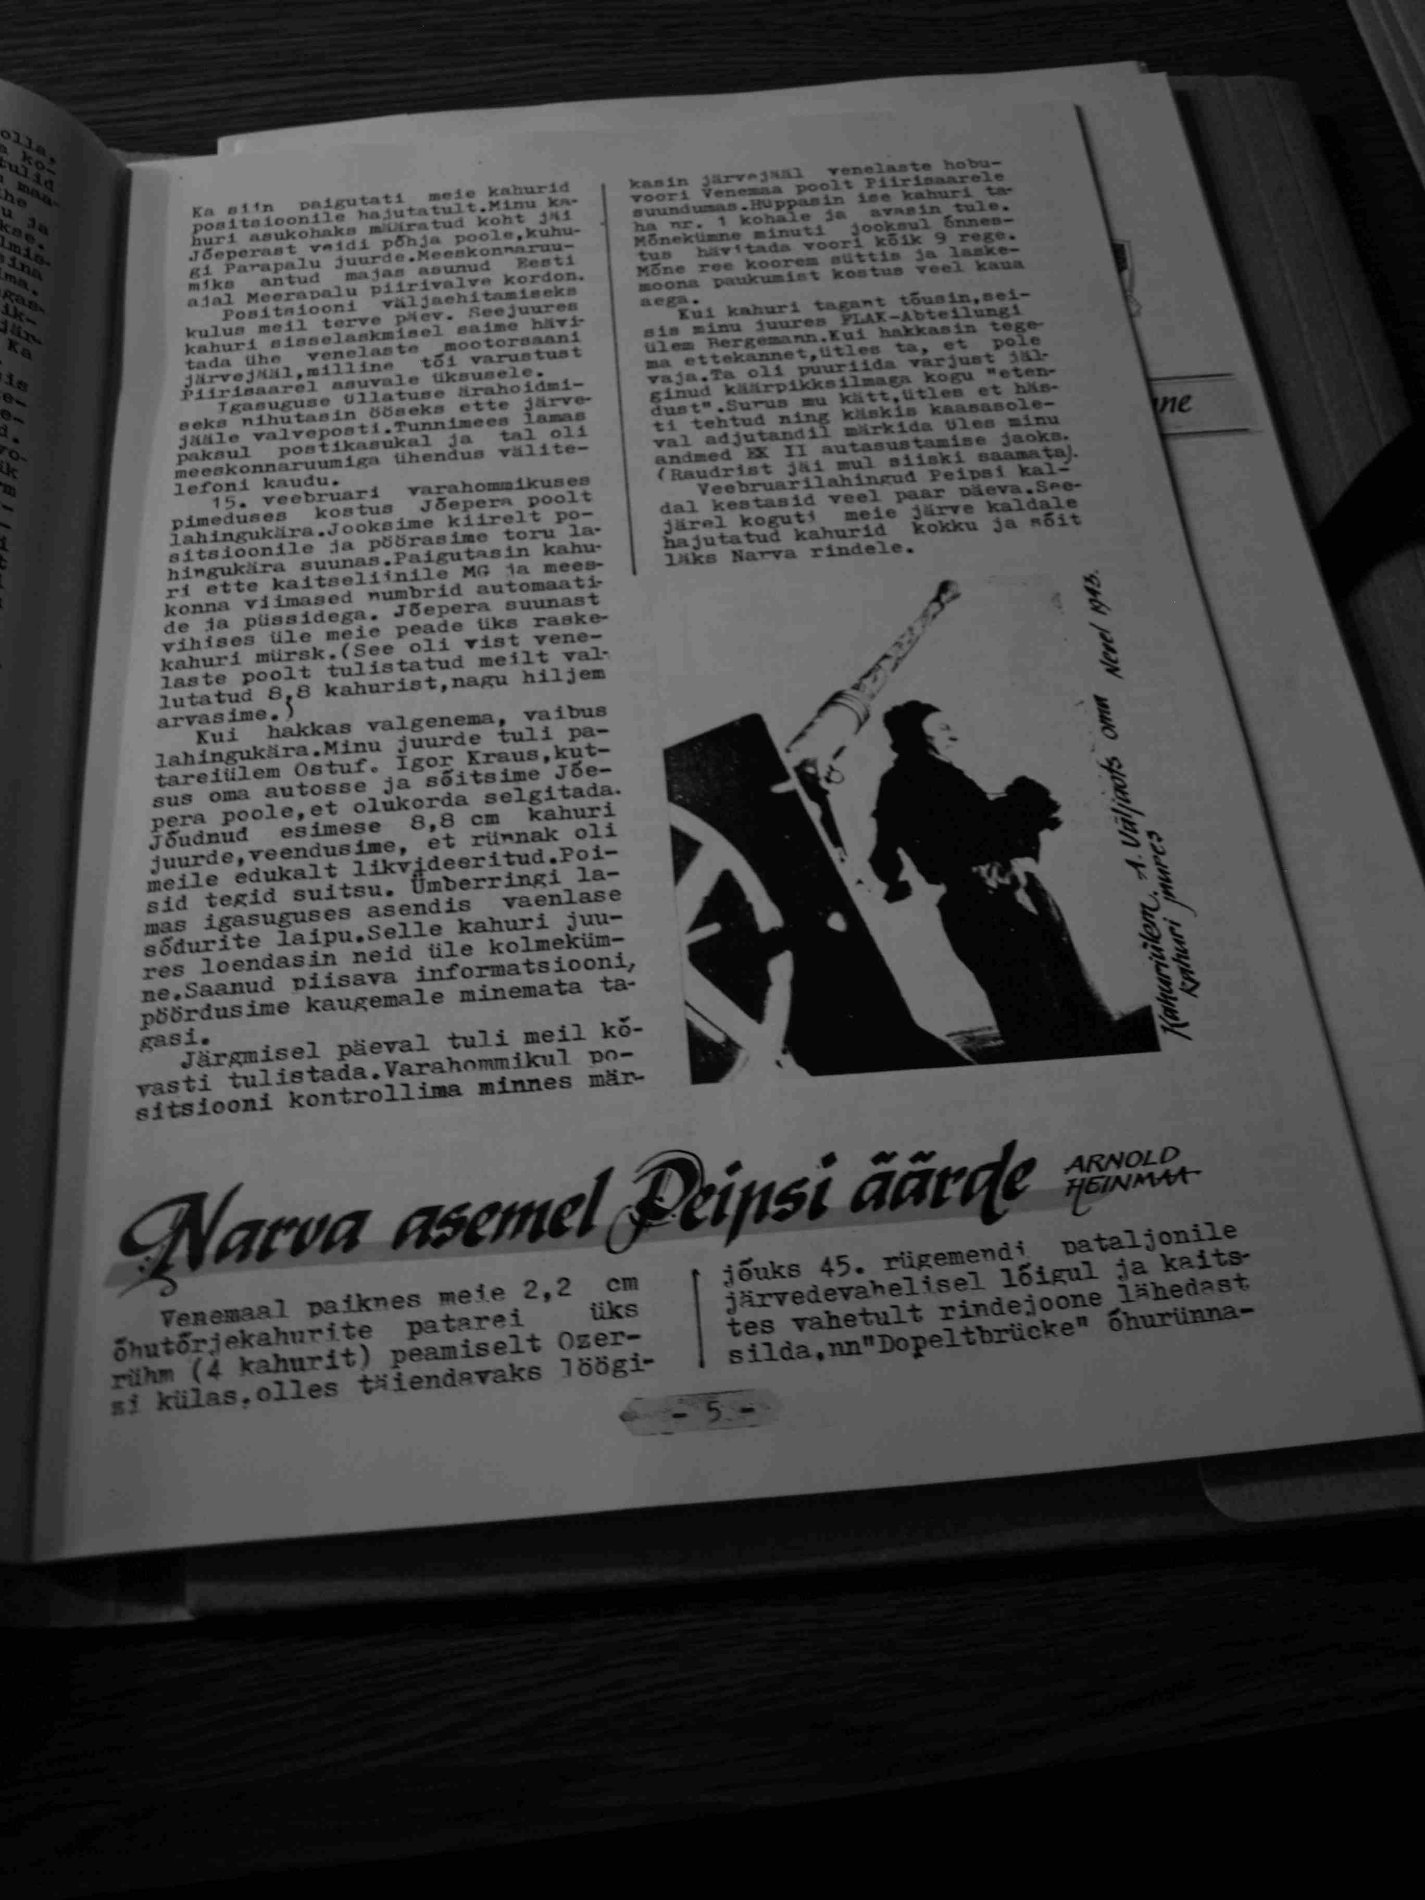 Ka siin paigutati meie kahurid
positsioonile hajutatult.Minu ka-
huri asukohaks määratud koht jäi
Jõeperast veidi põhja poole,kuhu-
gi Parapalu juurde.Meeskonnaruu-
miks antud majas asunud Eesti
ajal Meerapalu piirivalve kordon.
Positsiooni väljaehitamiseks
kulus meil terve päev. Seejuures
kahuri sisselaskmisel saime hävi-
tada ühe venelaste mootorsaani
järvejääl,milline tõi varustust
Piirisaarel asuvale üksusele.
Igasuguse üllatuse ärahoidmi-
seks nihutasin ööseks ette järve-
jääle valveposti.Tunnimees lamas
paksul postikasukal ja tal oli
meeskonnaruumiga ühendus välite-
lefoni kaudu.
15. veebruari varahommikuses
pimeduses kostus Jõepera poolt
lahingukära.Jooksime kiirelt po-
sitsioonile ja pöörasime toru la-
hingukära suunas.Paigutasin kahu-
ri ette kaitseliinile MG ja mees-
konna viimased numbrid automaati-
de ja püssidega. Jõepera suunast
vihises üle meie peade üks raske-
kahuri mürsk.(See oli vist vene-
laste poolt tulistatud meilt val-
lutatud 8,8 kahurist,nagu hiljem
arvasime.)
Kui hakkas valgenema, vaibus
lahingukära.Minu juurde tuli pa-
tareiülem Ostuf. Igor Kraus,kut-
sus oma autosse ja sõitsime Jõe-
pera poole,et olukorda selgitada.
Jõudnud esimese 8,8 cm kahuri
juurde,veendusime, et rünnak oli
meile edukalt likvideeritud.Poi-
sid tegid suitsu. Ümberringi la-
mas igasuguses asendis vaenlase
sõdurite laipu.Selle kahuri juu-
res loendasin neid üle kolmeküm-
ne.Saanud piisava informatsiooni,
pöördusime kaugemale minemata ta-
gasi.
Järgmisel päeval tuli meil kõ-
vasti tulistada.Varahommikul po-
sitsiooni kontrollima minnes mär-
kasin järvejääl venelaste hobu-
voori Venemaa poolt Piirisaarele
suundumas.Hüppasin ise kahuri ta-
ha nr. 1 kohale ja avasin tule.
Mõnekümne minuti jooksul õnnes-
tus hävitada voori kõik 9 rege.
Mõne ree koorem süttis ja laske-
moona paukumist kostus veel kaua
aega.
Kui kahuri tagant tõusin,sei-
sis minu juures FLAK-Abteilungi
ülem Bergemann.Kui hakkasin tege-
ma ettekannet,ütles ta, et pole
vaja.Ta oli puuriida varjust jäl-
ginud käärpikksilmaga kogu "eten-
dust".Surus mu kätt,ütles et häs-
ti tehtud ning käskis kaasasole-
val adjutandil märkida üles minu
andmed EK II autasustamise jaoks.
(Raudrist jäi mul siiski saamata).
Veebruarilahingud Peipsi kal-
dal kestasid veel paar päeva.See-
järel koguti meie järve kaldale
hajutatud kahurid kokku ja sõit
läks Narva rindele.
Kahuriülem A. Väljaots oma
kahuri juures Nevel 1943.
Narva asemel Peipsi äärde
ARNOLD
HEINMAA
Venemaal paiknes meie 2,2 cm
õhutõrjekahurite patarei üks
rühm (4 kahurit) peamiselt Ozer-
si külas,olles täiendavaks löögi-
jõuks 45. rügemendi pataljonile
järvedevahelisel lõigul ja kaits-
tes vahetult rindejoone lähedast
silda,nn"Dopeltbrücke" õhurünna-
- 5 -